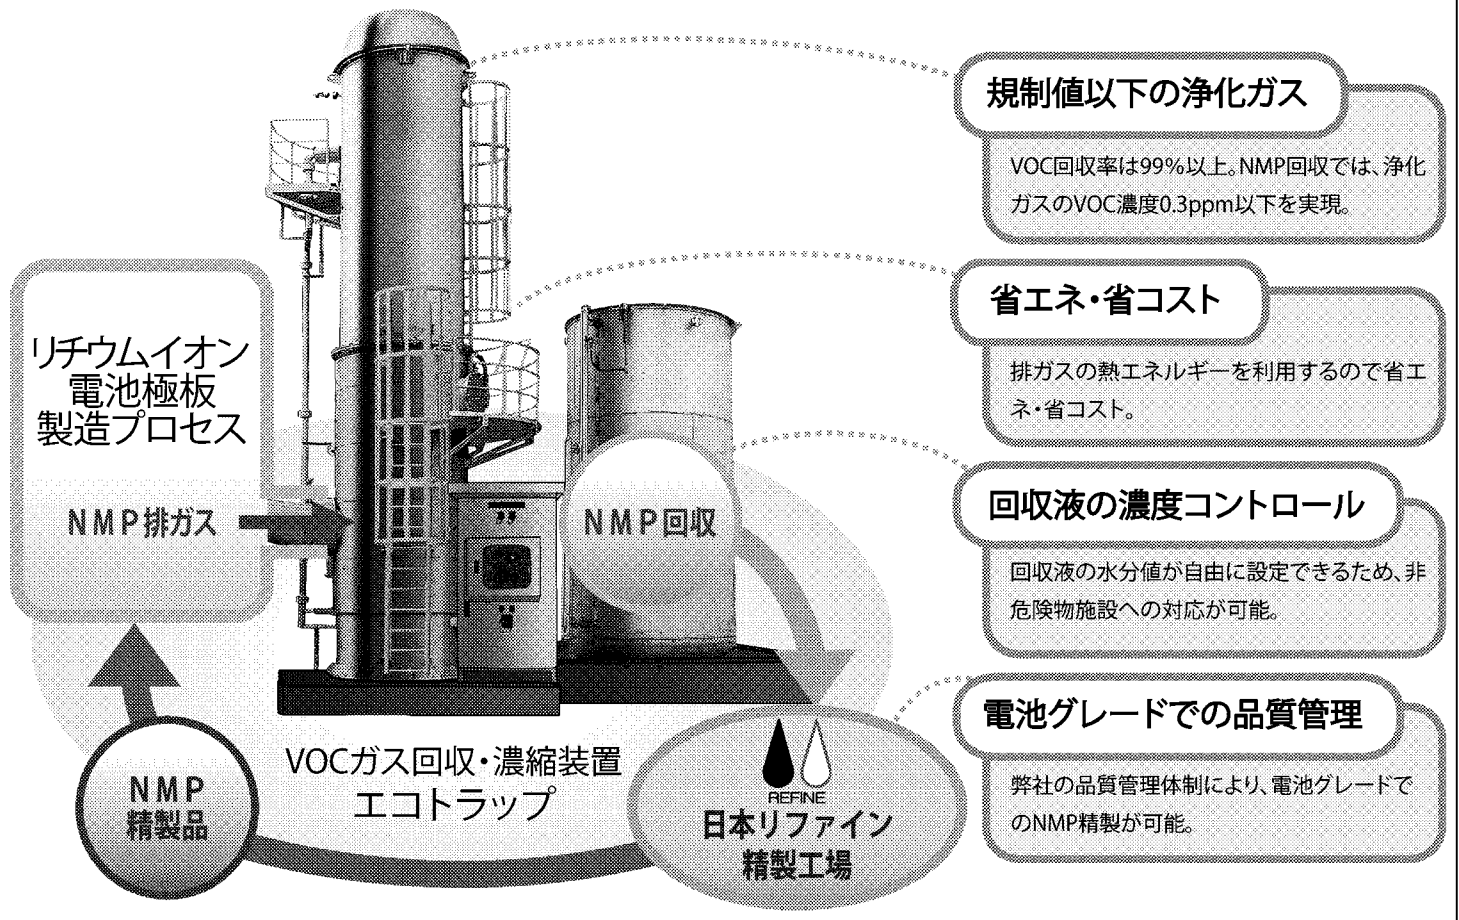 規制値以下の浄化ガス
VOC回収率は99%以上。NMP回収では、浄化
ガスのVOC濃度0.3ppm以下を実現。
省エネ・省コスト
排ガスの熱エネルギーを利用するので省エ
ネ・省コスト。
回収液の濃度コントロール
回収液の水分値が自由に設定できるため、非
危険物施設への対応が可能。
電池グレードでの品質管理
弊社の品質管理体制により、電池グレードで
のNMP精製が可能。
リチウムイオン
電池極板
製造プロセス
NMP排ガス
NMP回収
VOCガス回収・濃縮装置
エコトラップ
REFINE
日本リファイン
精製工場
NMP
精製品